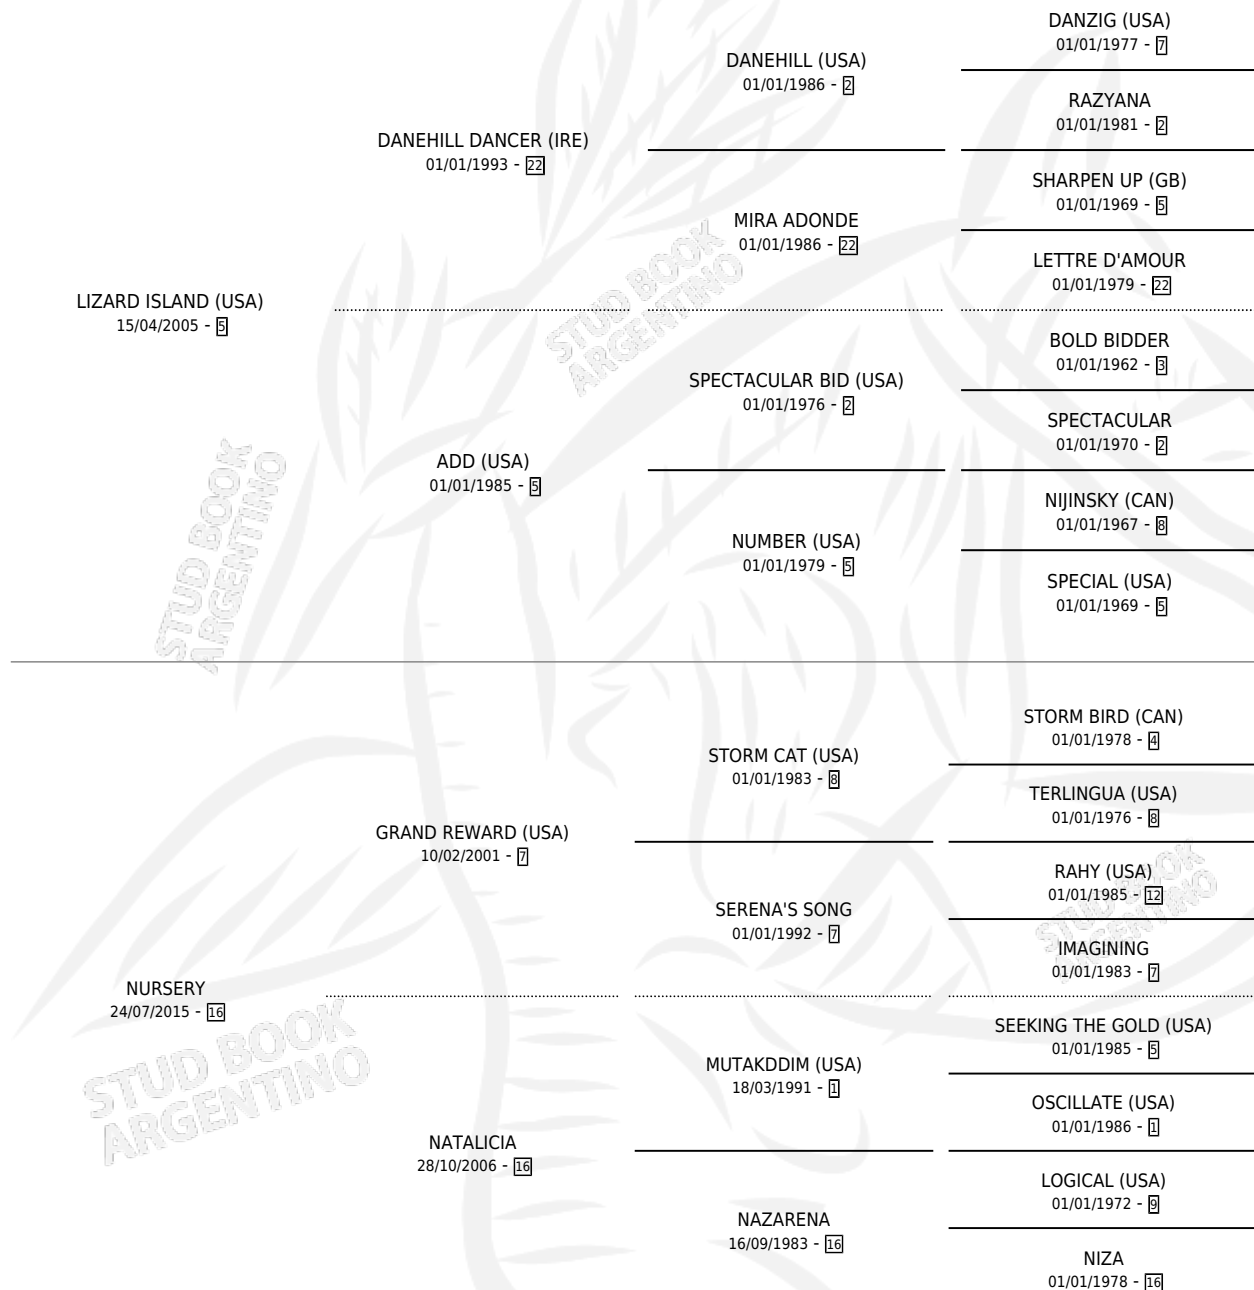 DANZIG (USA)
01/01/1977 - 7
DANEHILL (USA)
01/01/1986 - 2
RAZYANA
01/01/1981 - 2
DANEHILL DANCER (IRE)
01/01/1993 - 22
SHARPEN UP (GB)
01/01/1969 - 5
MIRA ADONDE
01/01/1986 - 22
LETTRE D'AMOUR
01/01/1979 - 22
LIZARD ISLAND (USA)
15/04/2005 - 5
STUD BOOK
ARGENTINO
BOLD BIDDER
01/01/1962 - 3
SPECTACULAR BID (USA)
01/01/1976 - 2
SPECTACULAR
01/01/1970 - 2
ADD (USA)
01/01/1985 - 5
NIJINSKY (CAN)
01/01/1967 - 8
NUMBER (USA)
01/01/1979 - 5
SPECIAL (USA)
01/01/1969 - 5
STUD BOOK
ARGENTINO
STORM BIRD (CAN)
01/01/1978 - 4
STORM CAT (USA)
01/01/1983 - 8
TERLINGUA (USA)
01/01/1976 - 8
GRAND REWARD (USA)
10/02/2001 - 7
RAHY (USA)
01/01/1985 - 12
STUD BOOK
ARGENTINO
SERENA'S SONG
01/01/1992 - 7
IMAGINING
01/01/1983 - 7
NURSERY
24/07/2015 - 16
SEEKING THE GOLD (USA)
01/01/1985 - 5
MUTAKDDIM (USA)
18/03/1991 - 1
OSCILLATE (USA)
01/01/1986 - 1
STUD BOOK
ARGENTINO
NATALICIA
28/10/2006 - 16
LOGICAL (USA)
01/01/1972 - 9
NAZARENA
16/09/1983 - 16
NIZA
01/01/1978 - 16